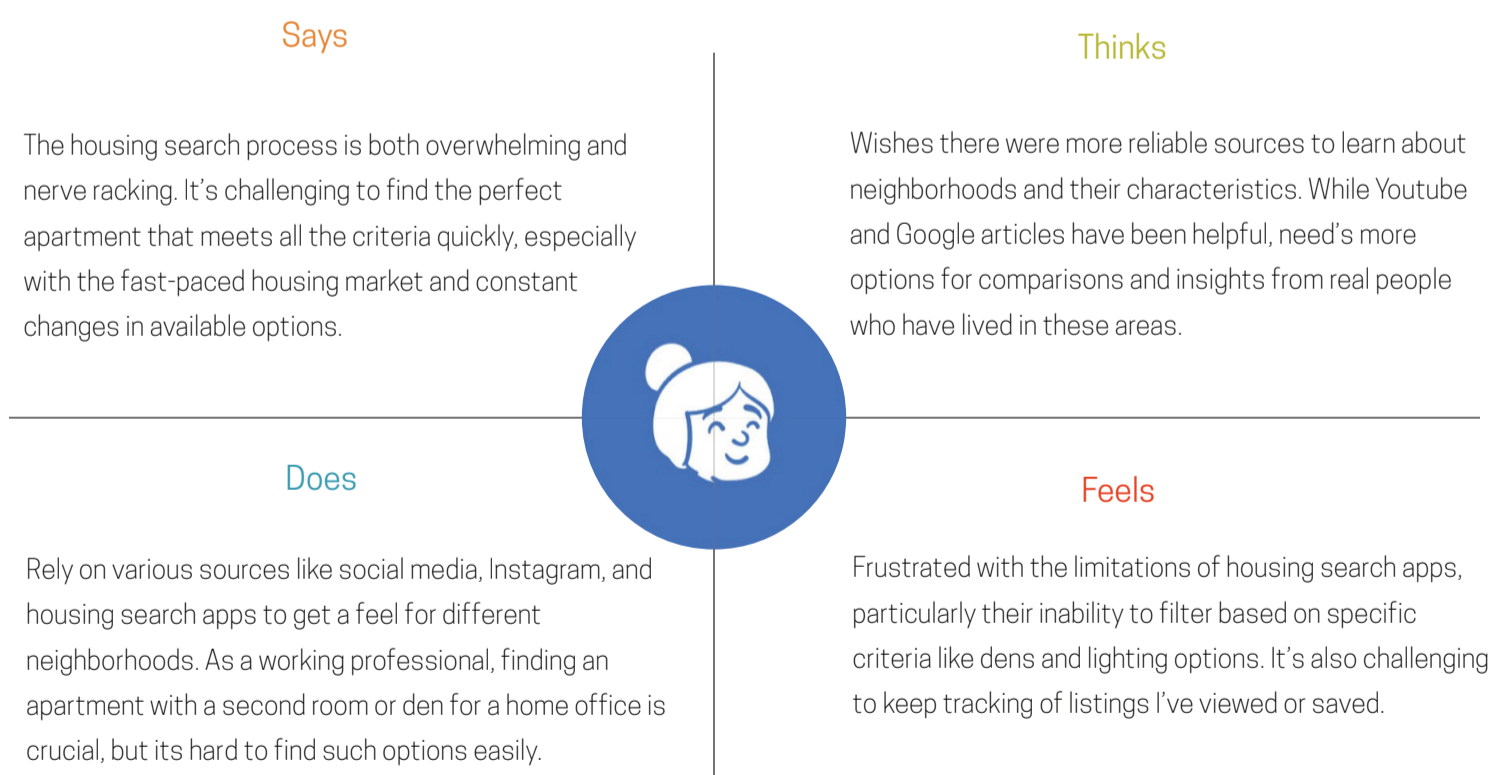 Says
The housing search process is both overwhelming and
nerve racking. It’s challenging to find the perfect
apartment that meets all the criteria quickly, especially
with the fast-paced housing market and constant
changes in available options.
Thinks
Wishes there were more reliable sources to learn about
neighborhoods and their characteristics. While Youtube
and Google articles have been helpful, need’s more
options for comparisons and insights from real people
who have lived in these areas.
Does
Rely on various sources like social media, Instagram, and
housing search apps to get a feel for different
neighborhoods. As a working professional, finding an
apartment with a second room or den for a home office is
crucial, but its hard to find such options easily.
Feels
Frustrated with the limitations of housing search apps,
particularly their inability to filter based on specific
criteria like dens and lighting options. It’s also challenging
to keep tracking of listings I’ve viewed or saved.